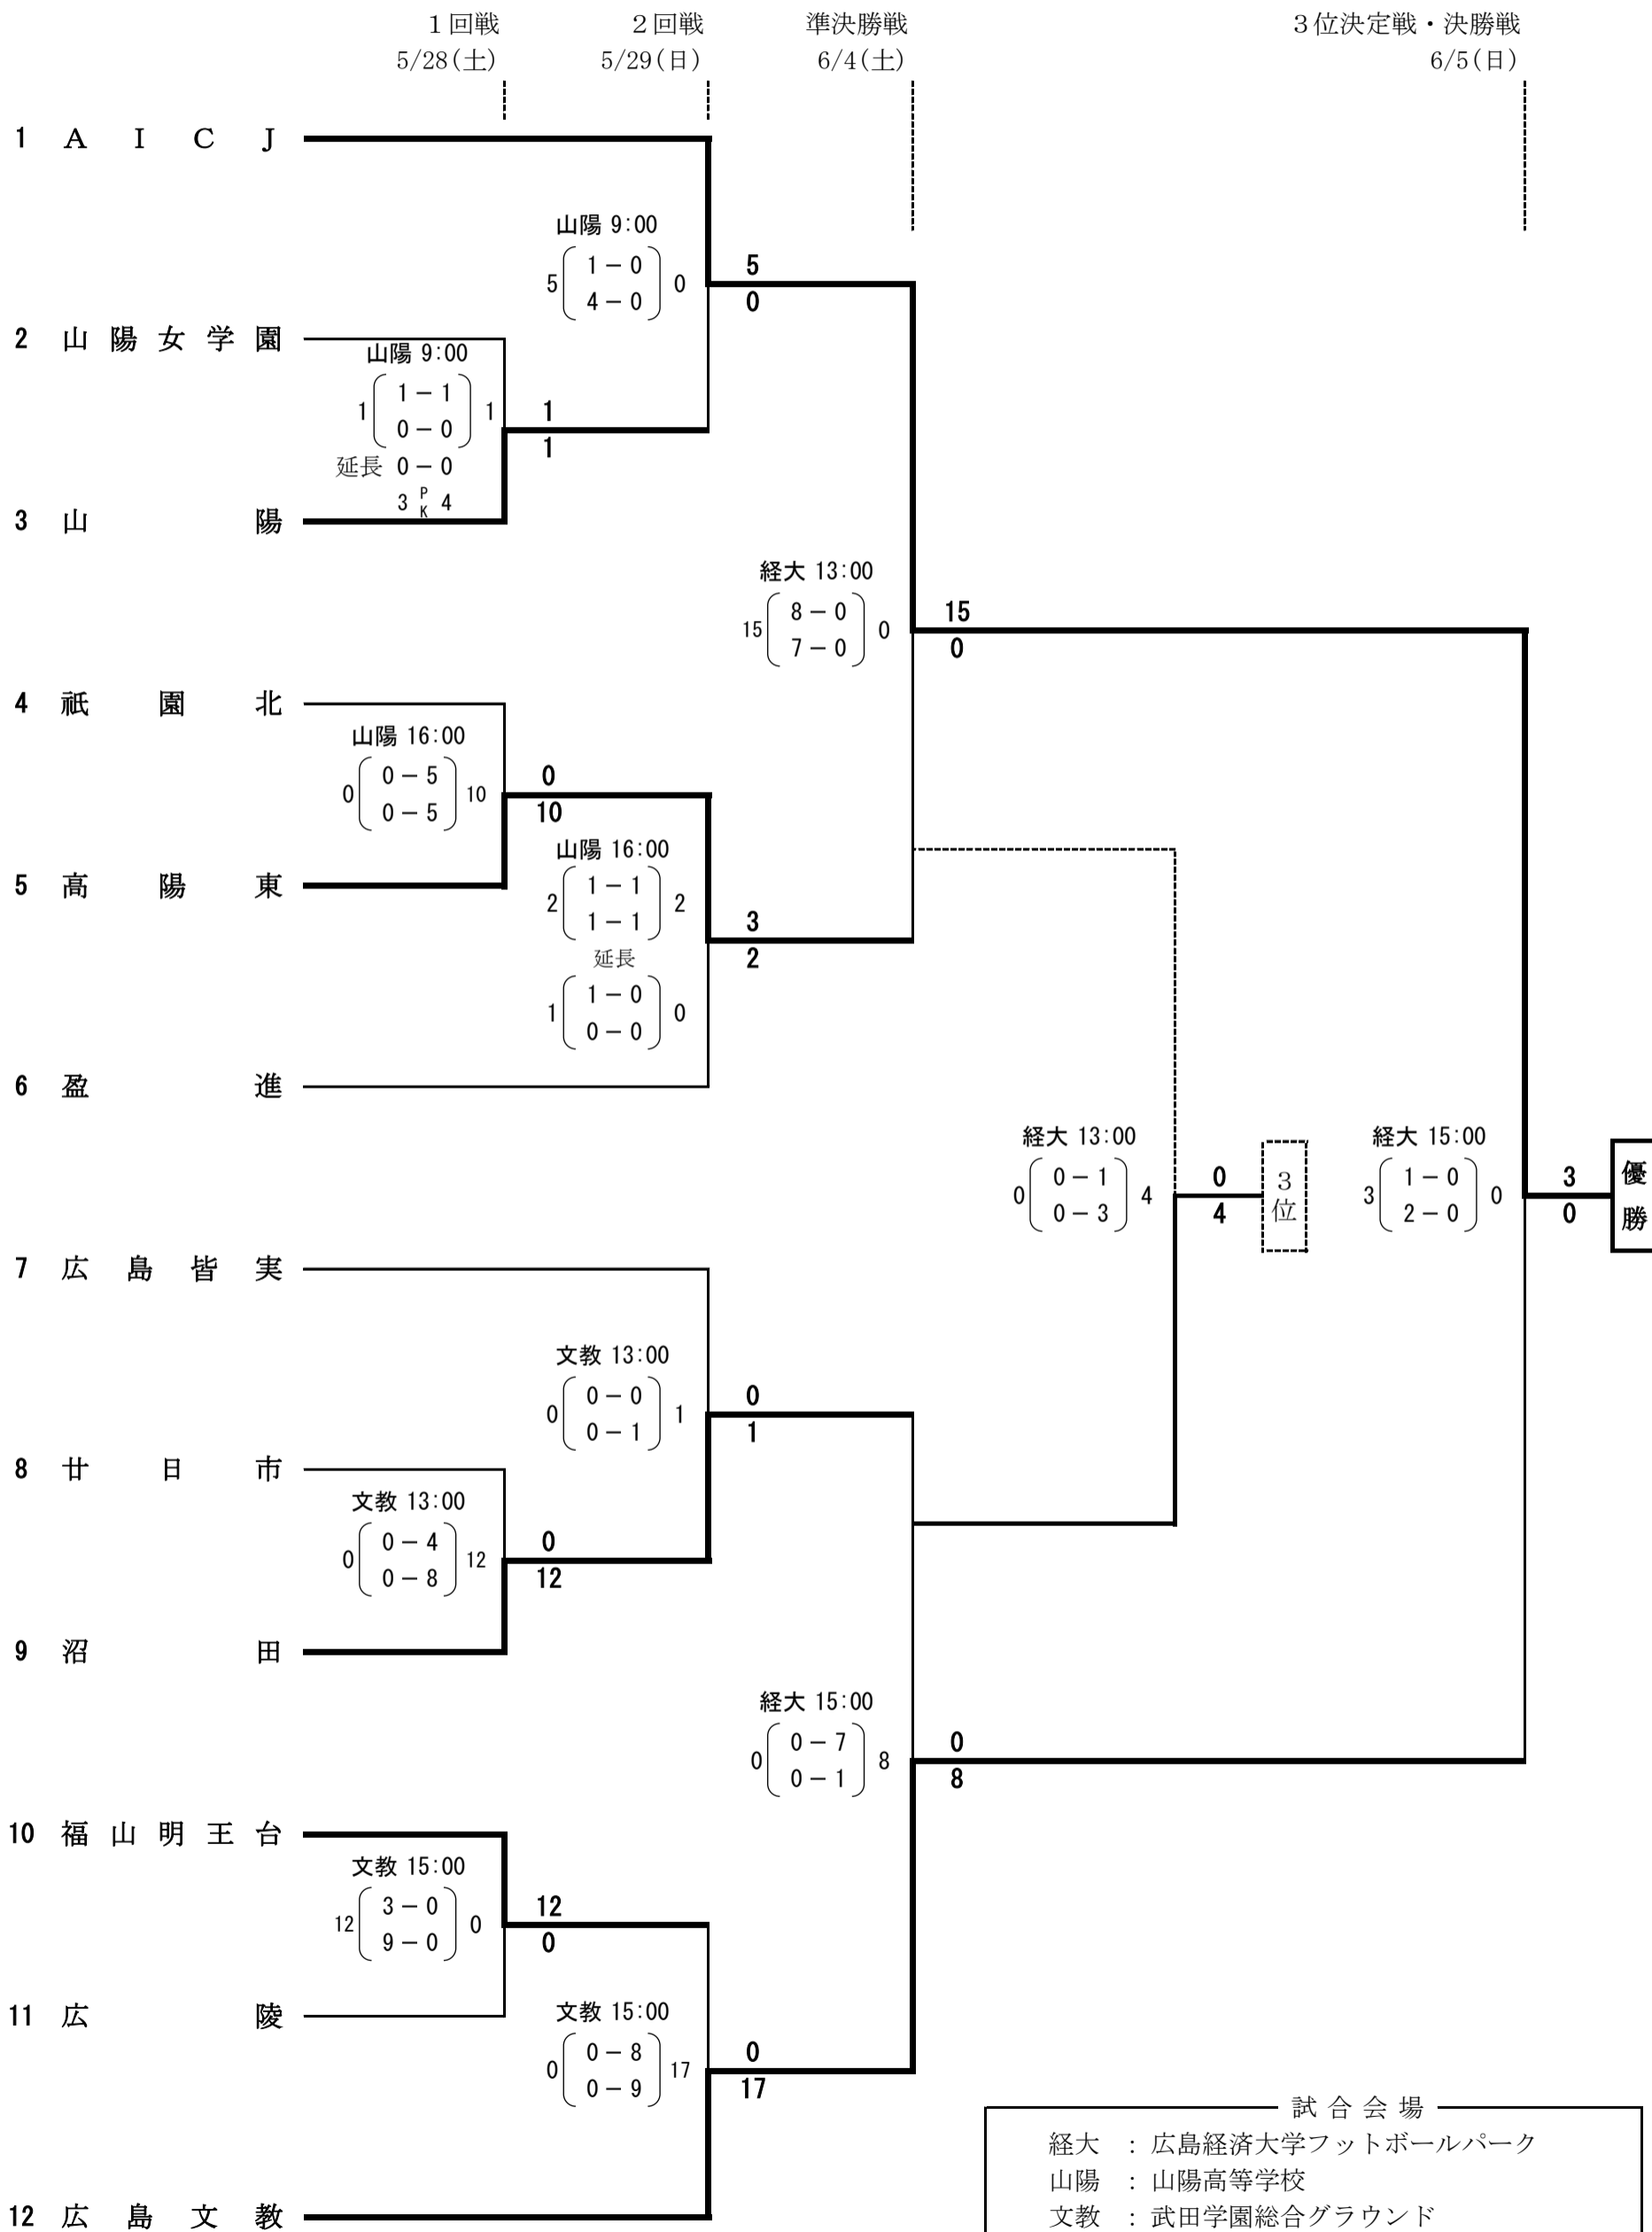 １回戦 ２回戦 準決勝戦 ３位決定戦・決勝戦
5/28(土) 5/29(日) 6/4(土) 6/5(日)
1 ＡＩＣＪ
山陽 9:00
5 1－0 0
4－0
5
0
2 山陽女学園
山陽 9:00
1 1－1 1
0－0
延長 0－0
3 PK 4
1
1
3 山陽
経大 13:00
15 8－0 0
7－0
15
0
4 祇園北
山陽 16:00
0 0－5 10
0－5
0
10
5 高陽東
山陽 16:00
2 1－1 2
1－1
延長
1 1－0 0
0－0
3
2
6 盈進
経大 13:00
0 0－1 4
0－3
0
4
３位
経大 15:00
3 1－0 0
2－0
3
0
優勝
7 広島皆実
文教 13:00
0 0－0 1
0－1
0
1
8 廿日市
文教 13:00
0 0－4 12
0－8
0
12
9 沼田
経大 15:00
0 0－7 8
0－1
0
8
10 福山明王台
文教 15:00
12 3－0 0
9－0
12
0
11 広陵
文教 15:00
0 0－8 17
0－9
0
17
12 広島文教
試合会場
経大 ：広島経済大学フットボールパーク
山陽 ：山陽高等学校
文教 ：武田学園総合グラウンド